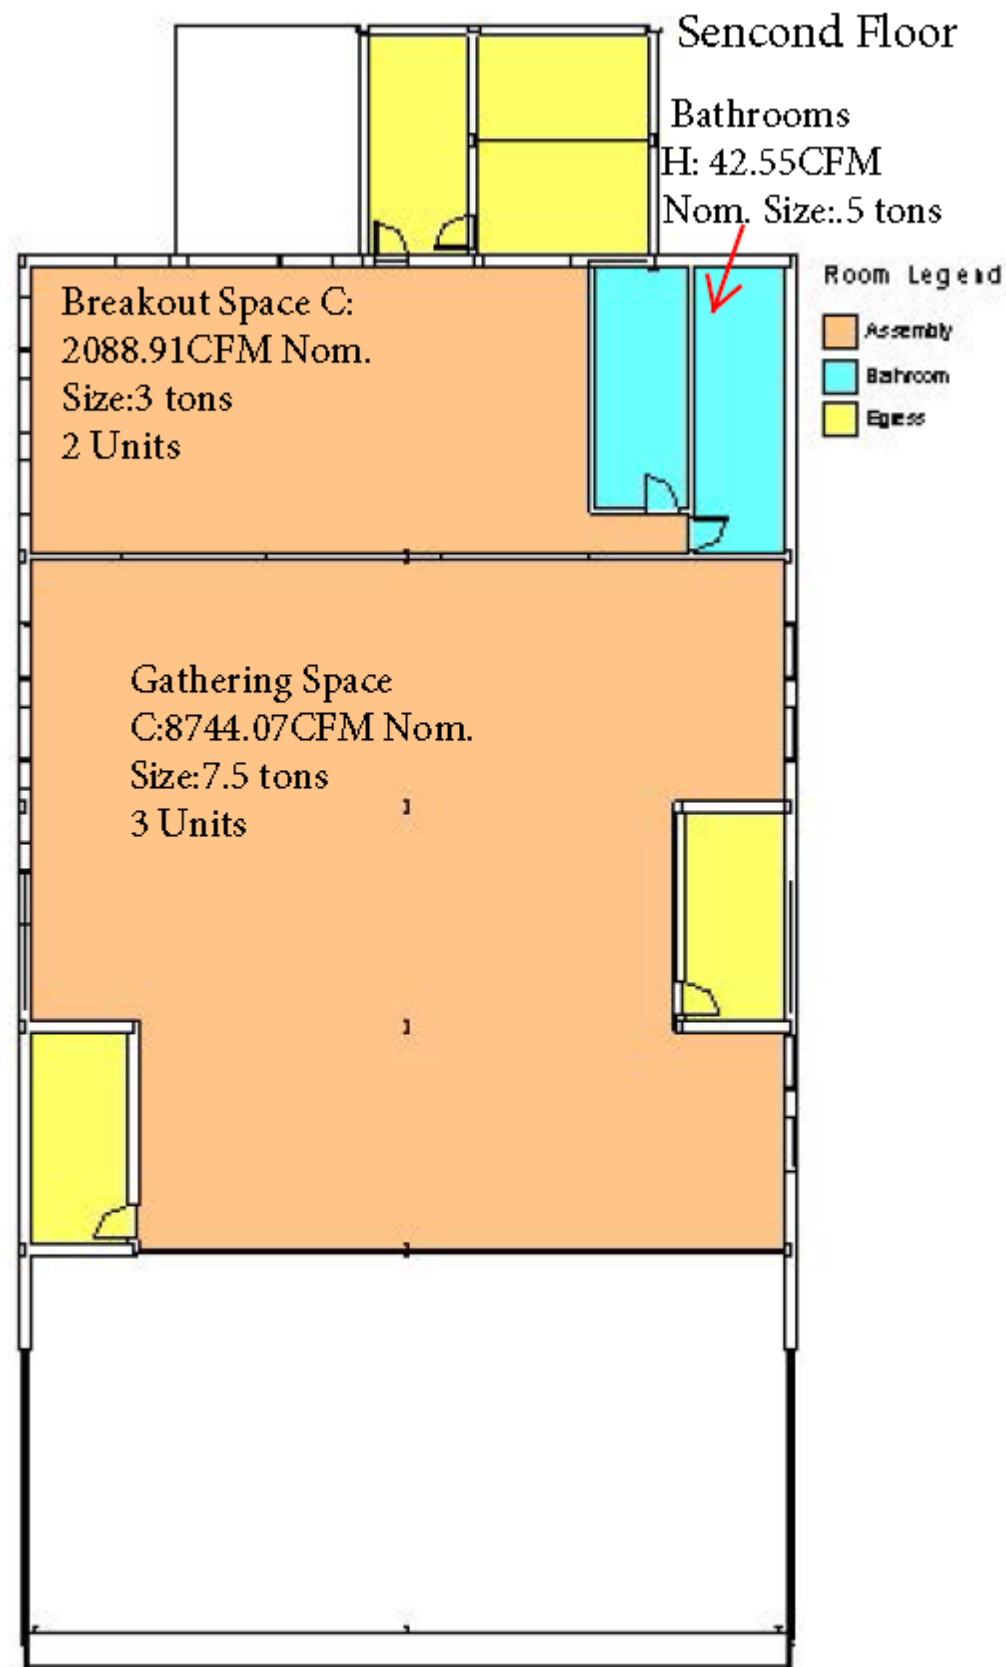 Sencond Floor
Bathrooms
H: 42.55CFM
Nom. Size:.5 tons
Room Legend
Assembly
Bathroom
Egress
Breakout Space C:
2088.91CFM Nom.
Size:3 tons
2 Units
Gathering Space
C:8744.07CFM Nom.
Size:7.5 tons
3 Units